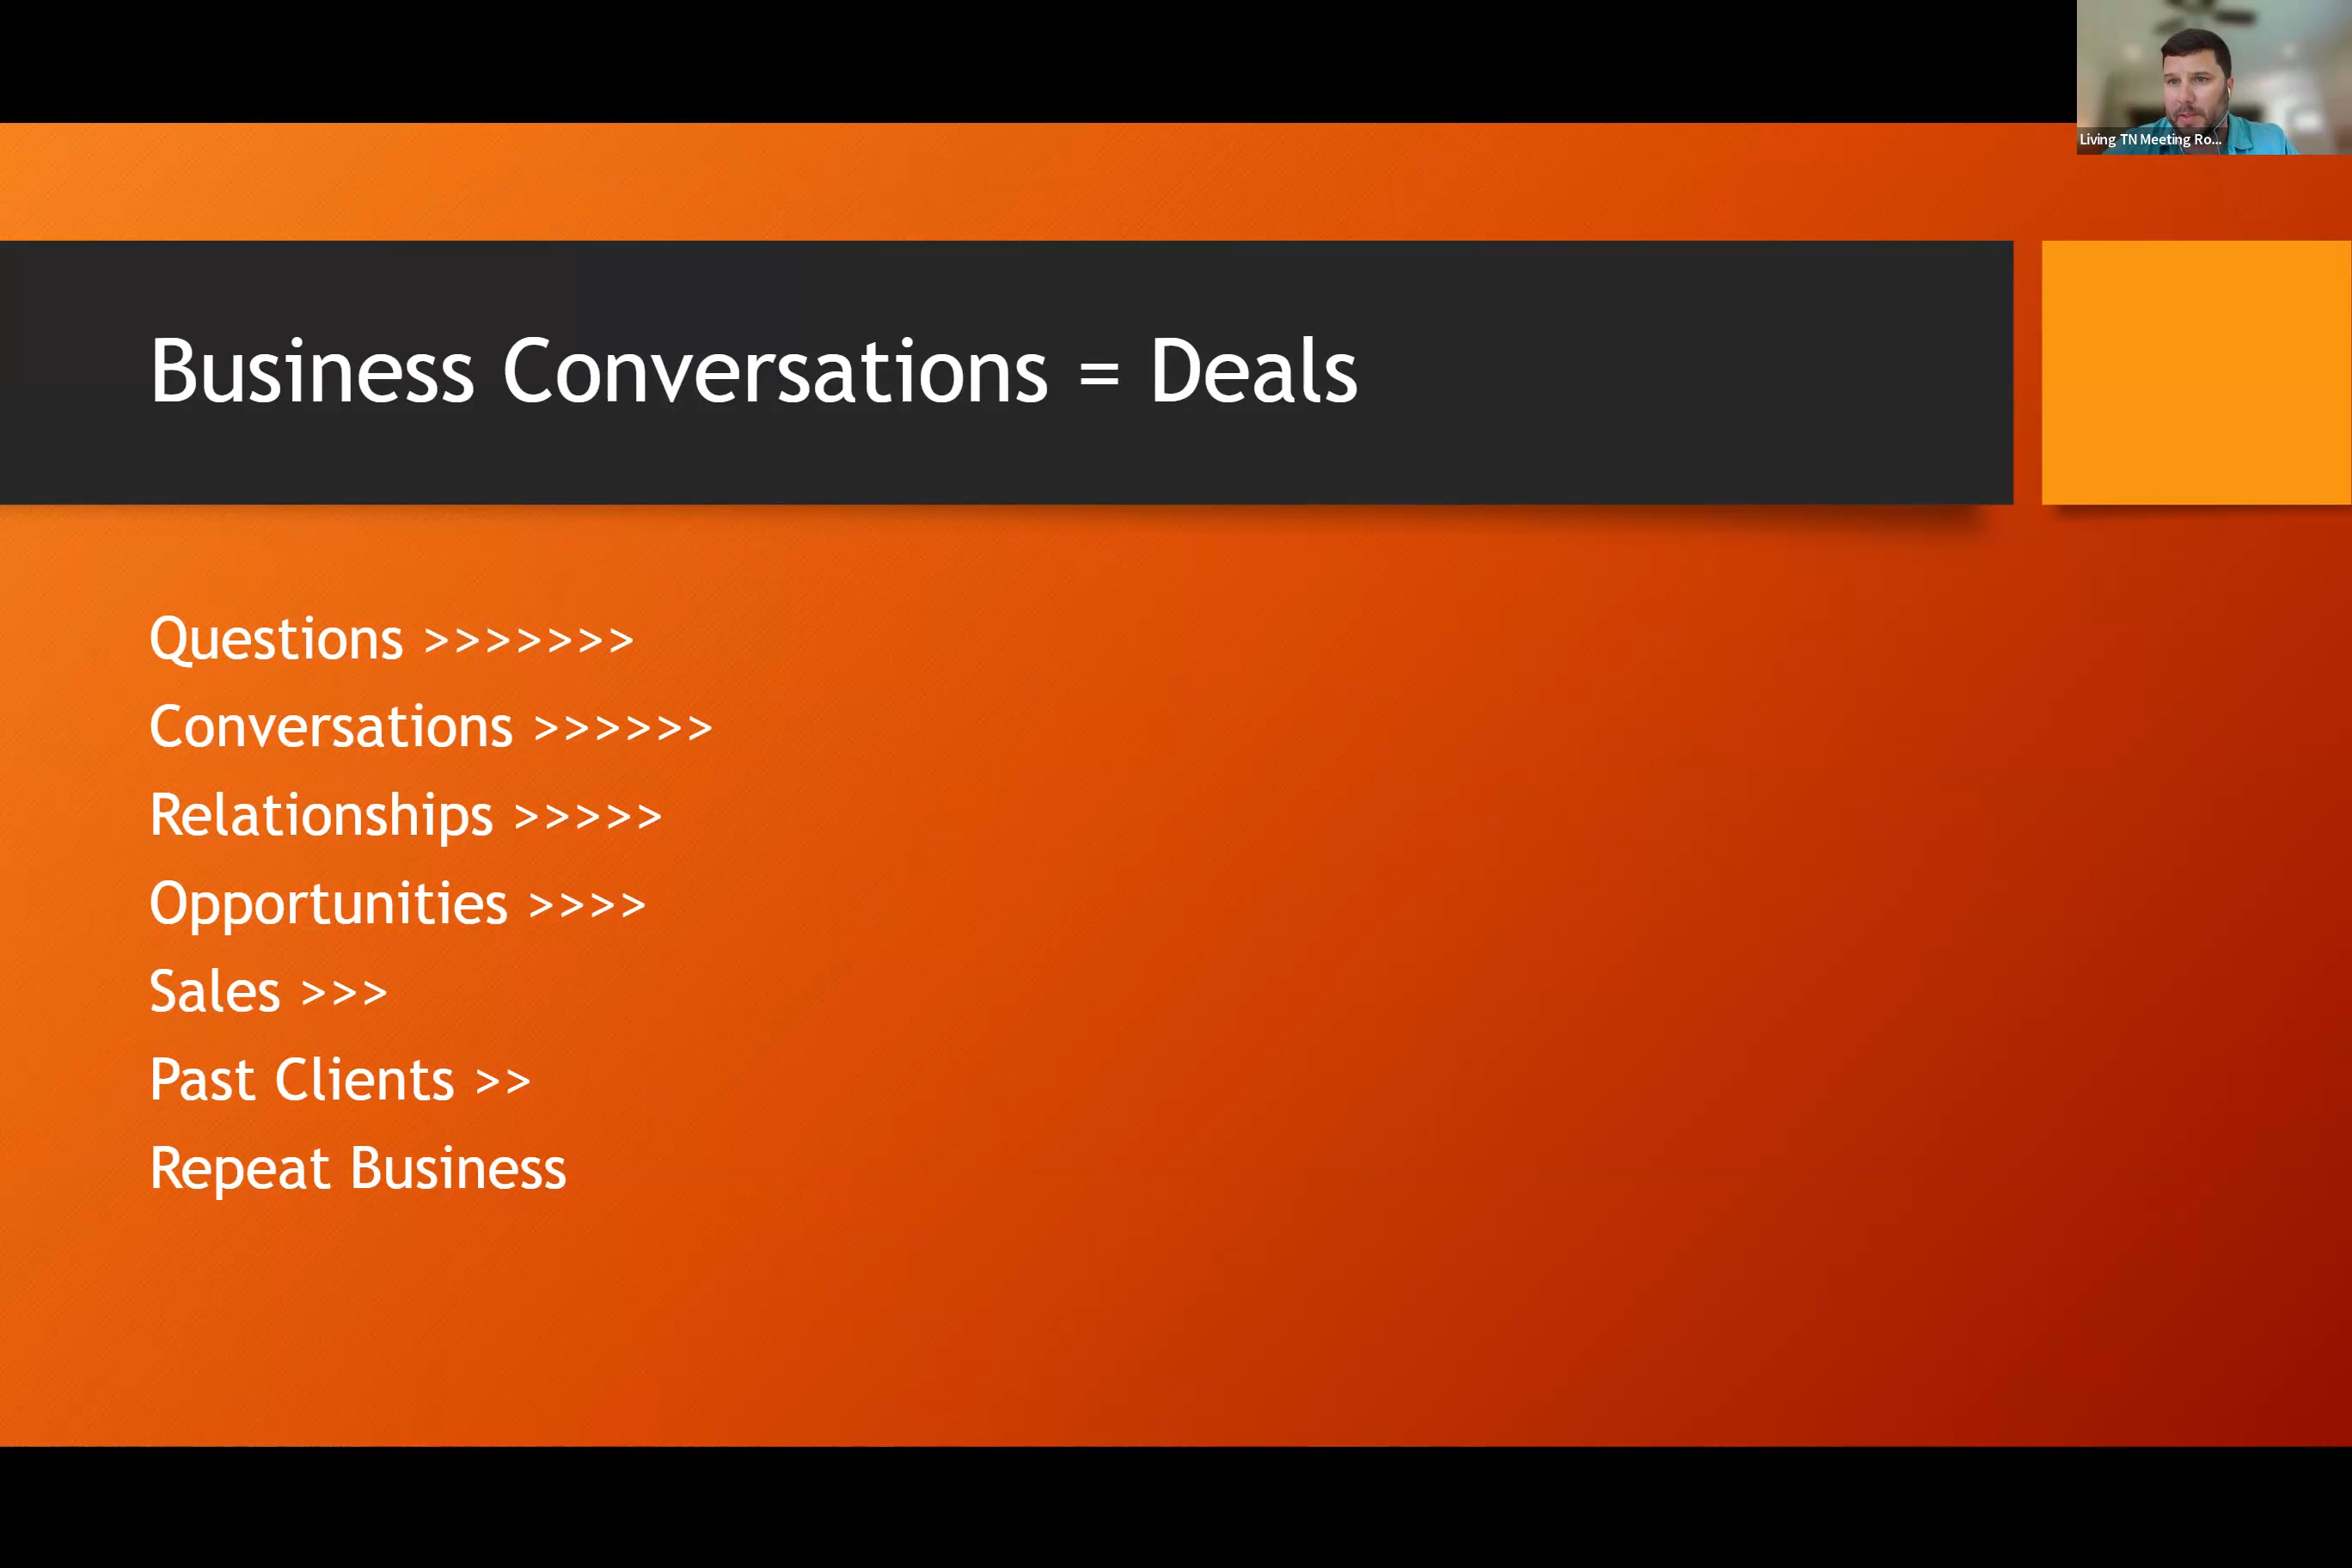 Living TN Meeting Ro...
Business Conversations = Deals
Questions >>>>>>>
Conversations >>>>>>
Relationships >>>>>
Opportunities >>>>
Sales >>>
Past Clients >>
Repeat Business